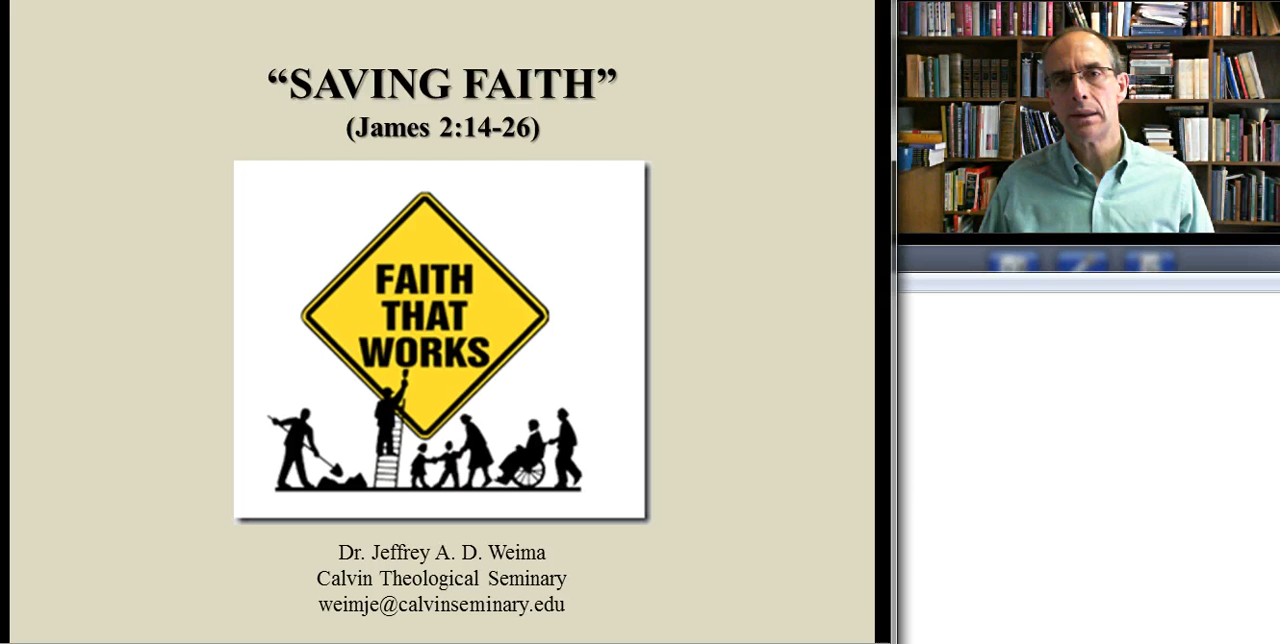 “SAVING FAITH”
(James 2:14-26)
FAITH
THAT
WORKS
Dr. Jeffrey A. D. Weima
Calvin Theological Seminary
weimje@calvinseminary.edu